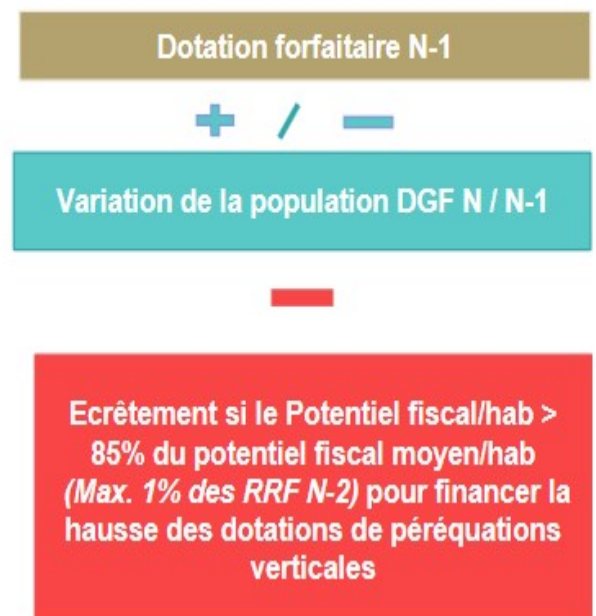 Dotation forfaitaire N-1
+ / −
Variation de la population DGF N / N-1
−
Ecrêtement si le Potentiel fiscal/hab >
85% du potentiel fiscal moyen/hab
(Max. 1% des RRF N-2) pour financer la
hausse des dotations de péréquations
verticales